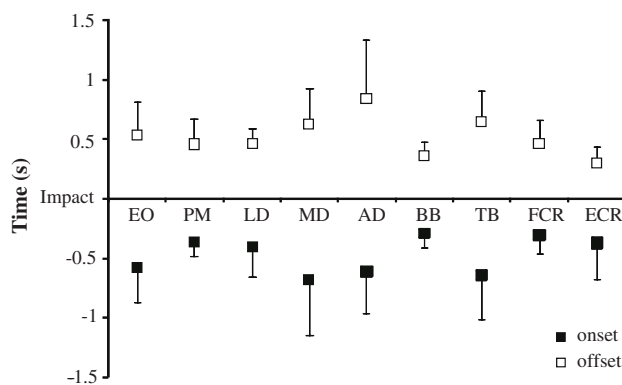 1.5
1
0.5
Impact
EO PM LD MD AD BB TB FCR ECR
-0.5
-1
-1.5
Time (s)
onset
offset